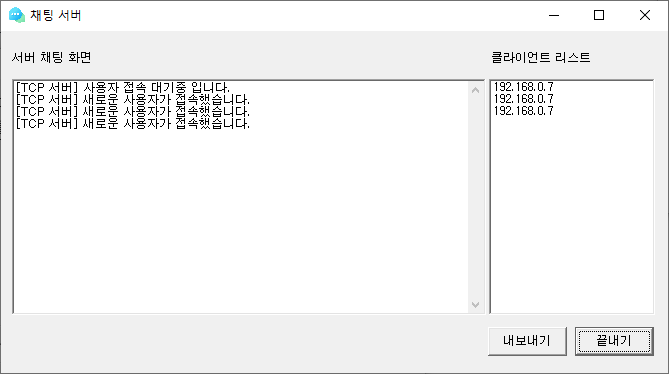 채팅 서버
서버 채팅 화면
클라이언트 리스트
[TCP 서버] 사용자 접속 대기중 입니다.
[TCP 서버] 새로운 사용자가 접속했습니다.
[TCP 서버] 새로운 사용자가 접속했습니다.
[TCP 서버] 새로운 사용자가 접속했습니다.
192.168.0.7
192.168.0.7
192.168.0.7
내보내기
끝내기